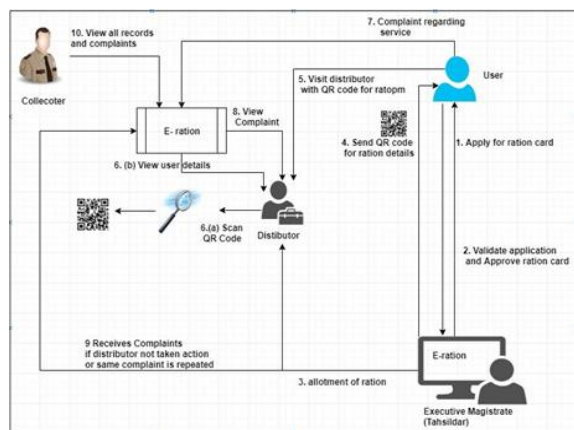 7. Complaint regarding
service
10. View all records
and complaints
5. Visit distributor
with QR code for ratopm
User
Collecoter
8. View
Complaint
E- ration
4. Send QR code
for ration details
1. Apply for ration card
6. (b) View user details
6.(a) Scan
QR Code
Distibutor
2. Validate application
and Approve ration card
9 Receives Complaints
if distributor not taken action
or same complaint is repeated
E-ration
3. allotment of ration
Executive Magistrate
(Tahsildar)